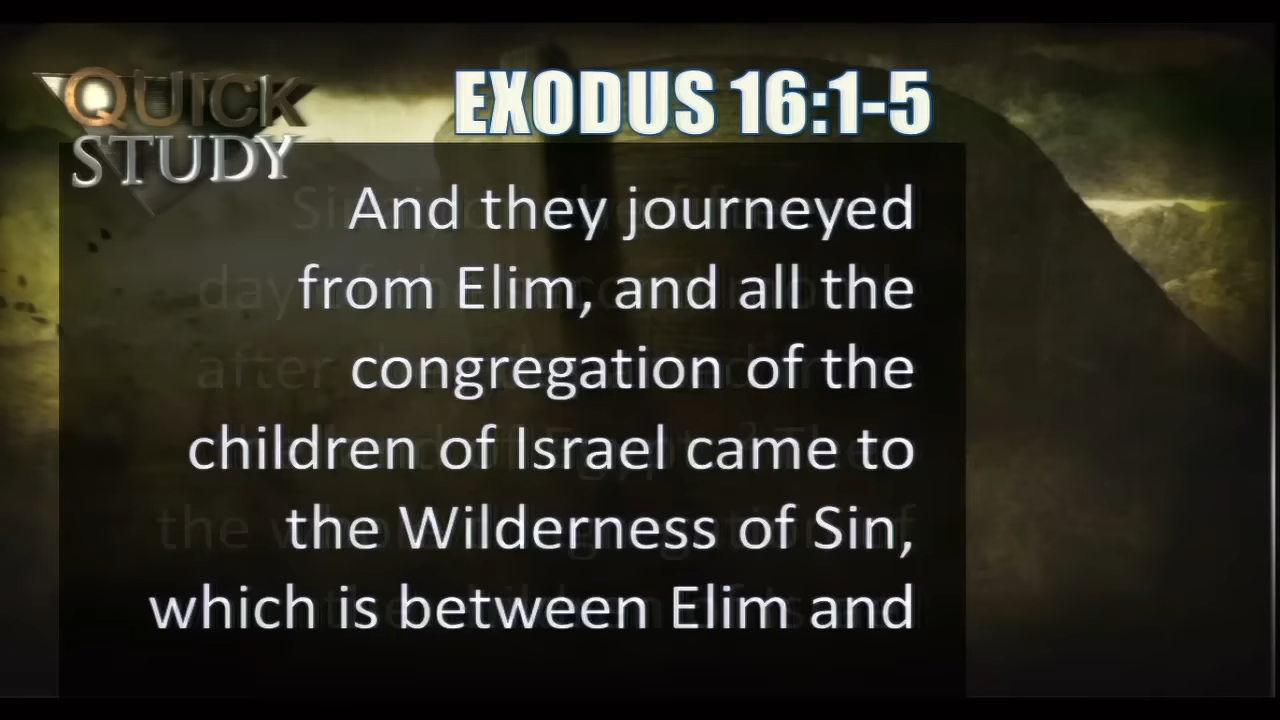 QUICK
STUDY
EXODUS 16:1-5
And they journeyed
from Elim, and all the
congregation of the
children of Israel came to
the Wilderness of Sin,
which is between Elim and